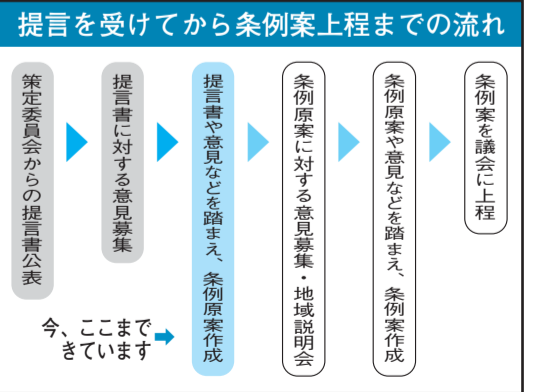 提言を受けてから条例案上程までの流れ
策定委員会からの提言書公表
提言書に対する意見募集
提言書や意見などを踏まえ、条例原案作成
条例原案に対する意見募集・地域説明会
条例原案や意見などを踏まえ、条例案作成
条例案を議会に上程
今、ここまで
きています